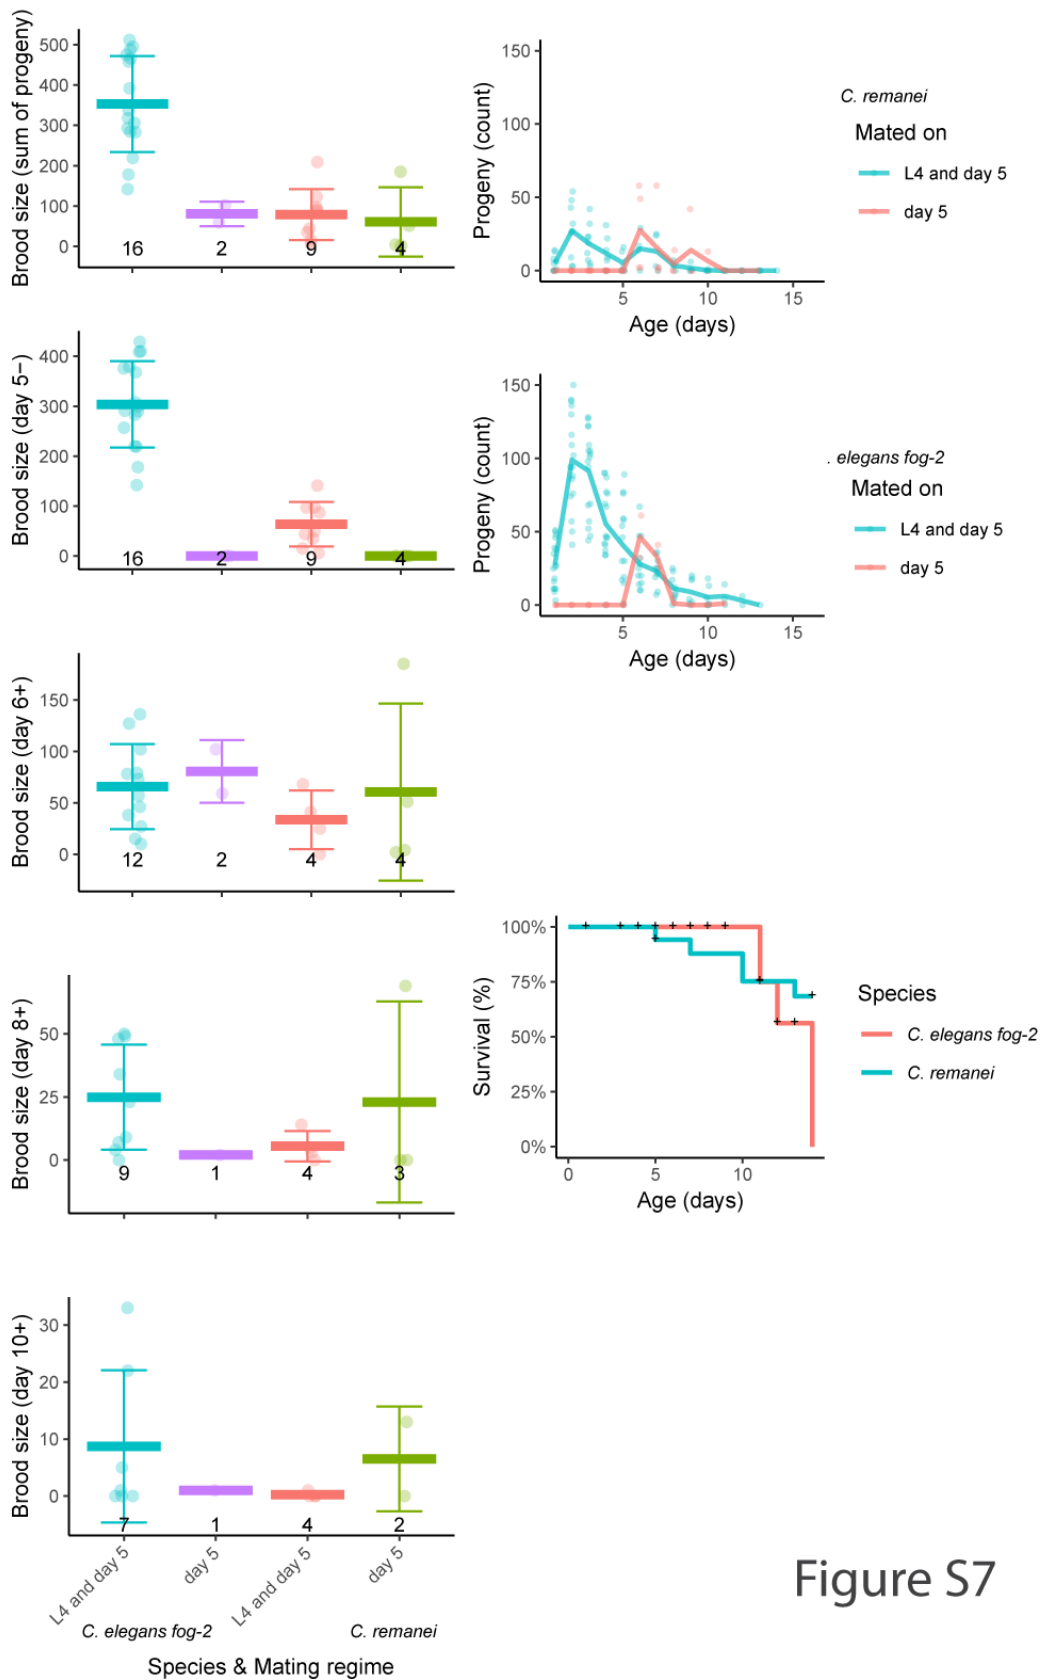 Brood size (sum of progeny)
500
400
300
200
100
0
16
2
9
4
Progeny (count)
150
100
50
0
5
10
15
Age (days)
C. remanei
Mated on
L4 and day 5
day 5
Brood size (day 5−)
400
300
200
100
0
16
2
9
4
Progeny (count)
150
100
50
0
5
10
15
Age (days)
. elegans fog-2
Mated on
L4 and day 5
day 5
Brood size (day 6+)
150
100
50
0
12
2
4
4
Brood size (day 8+)
50
25
0
9
1
4
3
Survival (%)
100%
75%
50%
25%
0%
0
5
10
Age (days)
Species
C. elegans fog-2
C. remanei
Brood size (day 10+)
30
20
10
0
7
1
4
2
L4 and day 5
day 5
L4 and day 5
day 5
C. elegans fog-2
C. remanei
Species & Mating regime
Figure S7